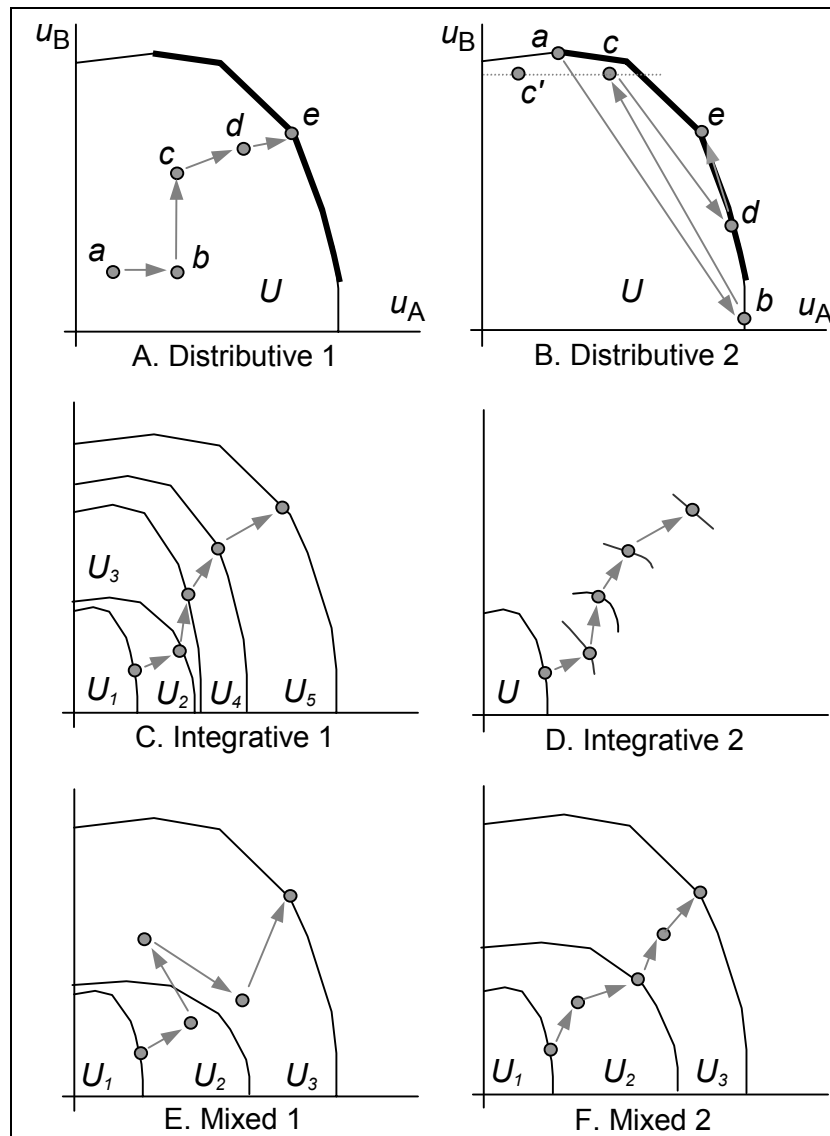 uB
a
b
c
d
e
U
uA
A. Distributive 1
uB
a
c
c'
e
d
b
U
uA
B. Distributive 2
U3
U1 U2 U4 U5
C. Integrative 1
U
D. Integrative 2
U1 U2 U3
E. Mixed 1
U1 U2 U3
F. Mixed 2